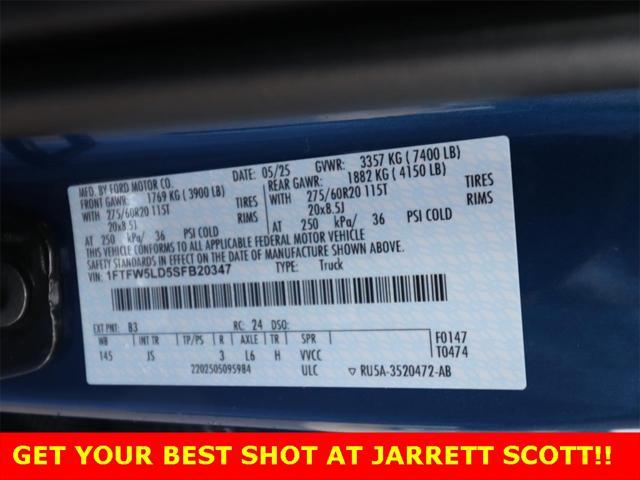 MFD. BY FORD MOTOR CO.
DATE: 05/25
GVWR: 3357 KG ( 7400 LB)
FRONT GAWR: 1769 KG (3900 LB)
REAR GAWR: 1882 KG ( 4150 LB)
WITH 275/60R20 115T TIRES
275/60R20 115T TIRES
20x8.5J RIMS
20x8.5J RIMS
AT 250 kPa/ 36 PSI COLD
AT 250 kPa/ 36 PSI COLD
THIS VEHICLE CONFORMS TO ALL APPLICABLE FEDERAL MOTOR VEHICLE
SAFETY STANDARDS IN EFFECT ON THE DATE OF MANUFACTURE SHOWN ABOVE.
VIN: 1FTFW5LD5SFB20347
TYPE: Truck
EXT PNT: B3 RC: 24 DSO:
WB INT TR TP/PS R AXLE TR SPR
145 JS 3 L6 H VVCC
2202505095984 ULC
F0147
T0474
▽ RU5A-3520472-AB
GET YOUR BEST SHOT AT JARRETT SCOTT!!